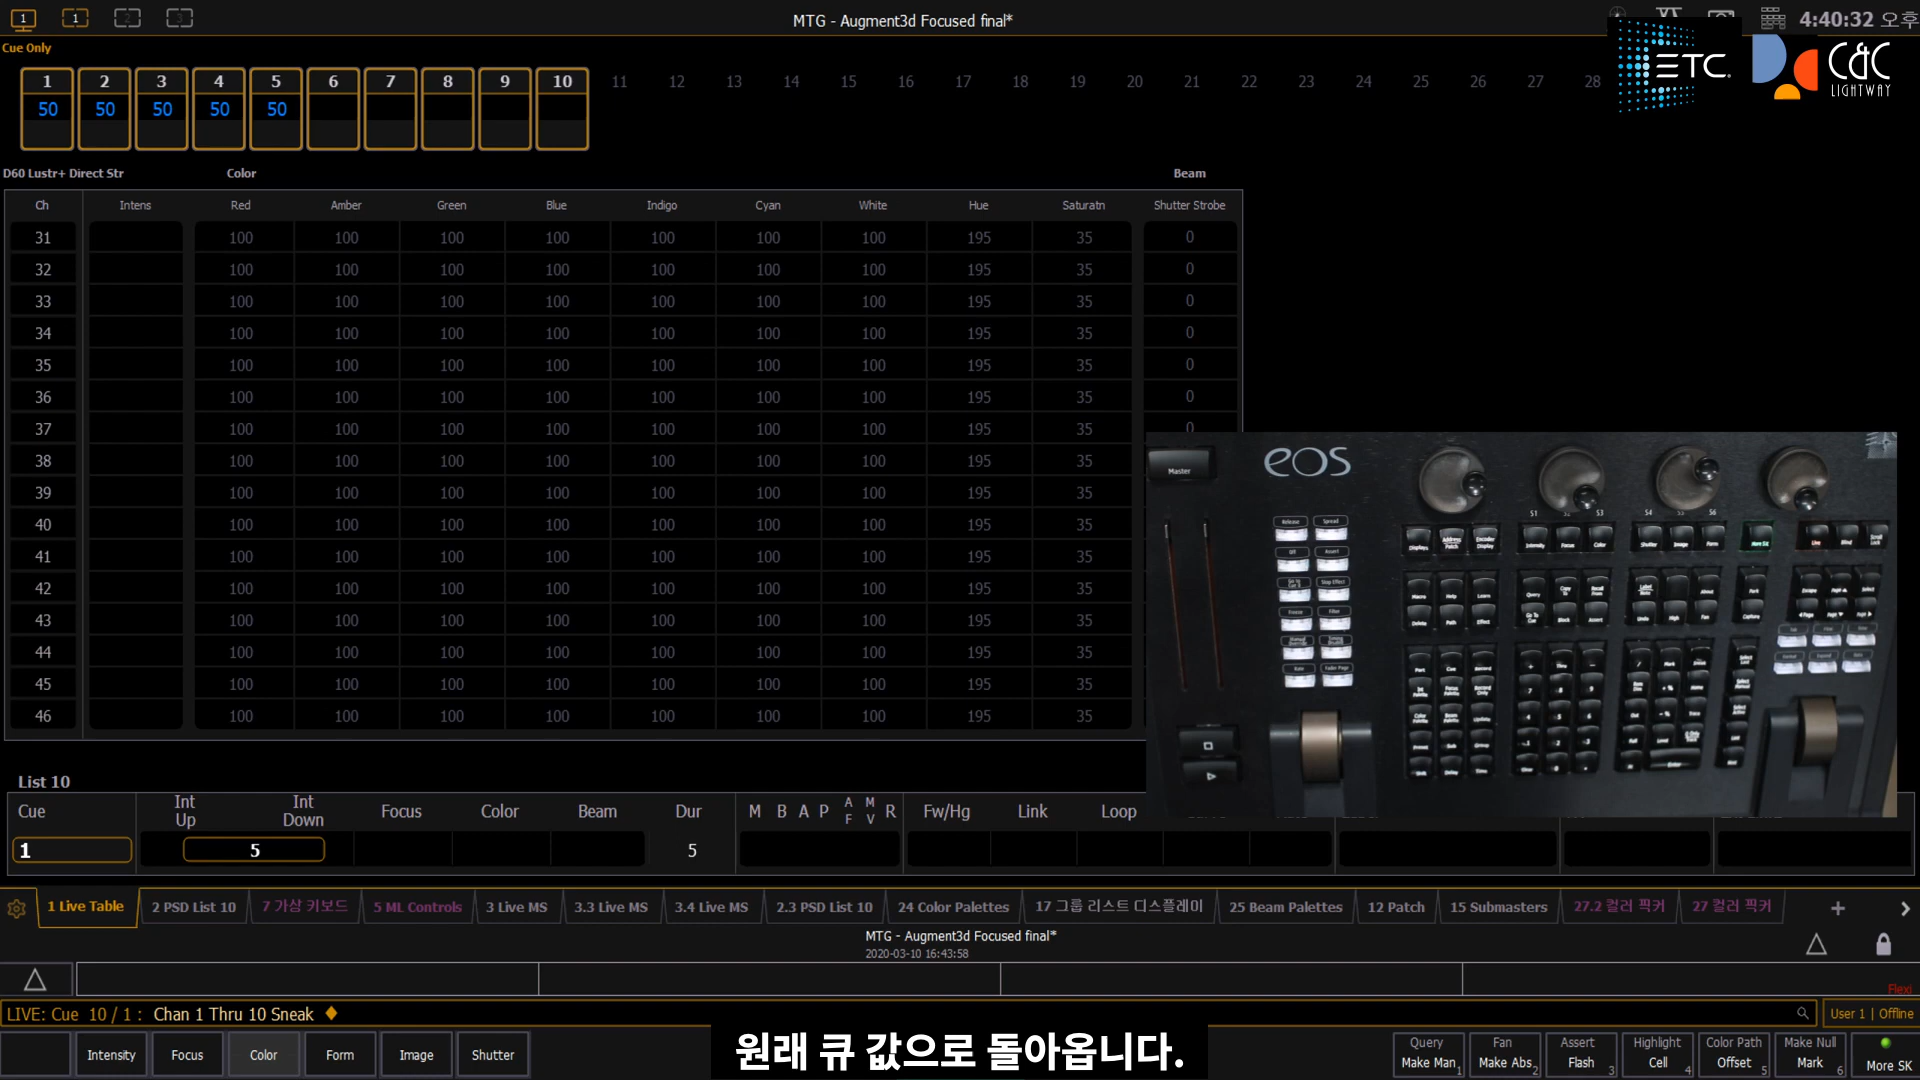 1 1 2 3
MTG - Augment3d Focused final*
4:40:32 오후
Cue Only
ETC
C&C
LIGHTWAY
1 2 3 4 5 6 7 8 9 10 11 12 13 14 15 16 17 18 19 20 21 22 23 24 25 26 27 28
50 50 50 50 50
D60 Lustr+ Direct Str Color Beam
Ch Intens Red Amber Green Blue Indigo Cyan White Hue Saturatn Shutter Strobe
31 100 100 100 100 100 100 100 195 35 0
32 100 100 100 100 100 100 100 195 35 0
33 100 100 100 100 100 100 100 195 35 0
34 100 100 100 100 100 100 100 195 35 0
35 100 100 100 100 100 100 100 195 35 0
36 100 100 100 100 100 100 100 195 35 0
37 100 100 100 100 100 100 100 195 35 0
38 100 100 100 100 100 100 100 195 35
39 100 100 100 100 100 100 100 195 35
40 100 100 100 100 100 100 100 195 35
41 100 100 100 100 100 100 100 195 35
42 100 100 100 100 100 100 100 195 35
43 100 100 100 100 100 100 100 195 35
44 100 100 100 100 100 100 100 195 35
45 100 100 100 100 100 100 100 195 35
46 100 100 100 100 100 100 100 195 35
Master
eos
List 10
Cue Int Up Int Down Focus Color Beam Dur M B A P AF MV R Fw/Hg Link Loop
1 5 5
1 Live Table 2 PSD List 10 7 가상 키보드 5 ML Controls 3 Live MS 3.3 Live MS 3.4 Live MS 2.3 PSD List 10 24 Color Palettes 17 그룹 리스트 디스플레이 25 Beam Palettes 12 Patch 15 Submasters 27.2 컬러 픽커 27 컬러 픽커
MTG - Augment3d Focused final*
2020-03-10 16:43:58
Flexi
LIVE: Cue 10 / 1 : Chan 1 Thru 10 Sneak
User 1 | Offline
Intensity Focus Color Form Image Shutter
원래 큐 값으로 돌아옵니다.
Query Fan Assert Highlight Color Path Make Null
Make Man 1 Make Abs 2 Flash 3 Cell 4 Offset 5 Mark 6 More SK